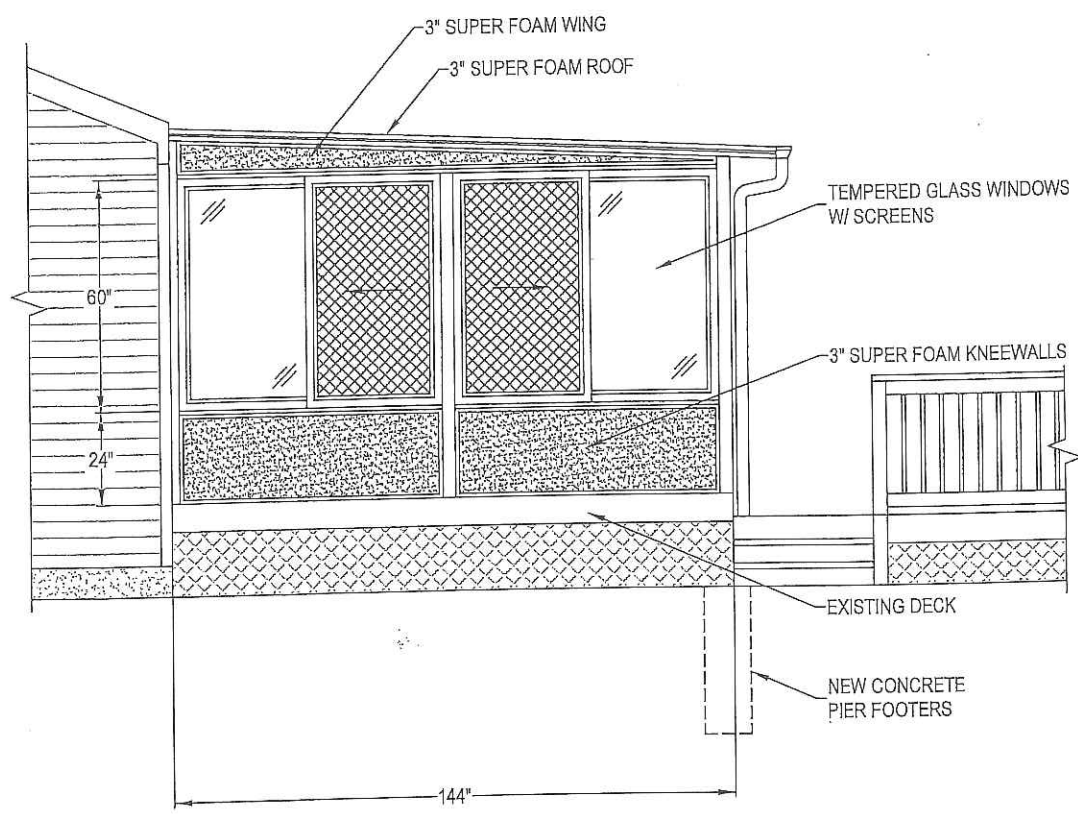 3" SUPER FOAM WING
3" SUPER FOAM ROOF
TEMPERED GLASS WINDOWS
W/ SCREENS
60"
3" SUPER FOAM KNEEWALLS
24"
EXISTING DECK
NEW CONCRETE
PIER FOOTERS
144"